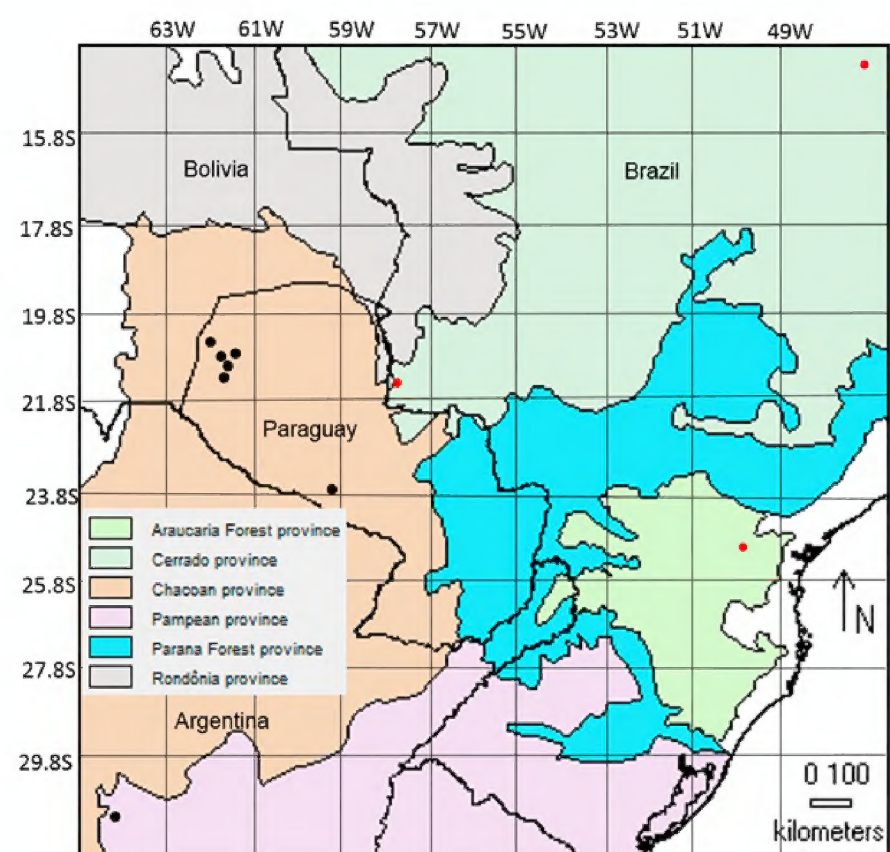 63W 61W 59W 57W 55W 53W 51W 49W
15.8S
Bolivia
Brazil
17.8S
19.8S
21.8S
Paraguay
23.8S
Araucaria Forest province
Cerrado province
25.8S
Chacoan province
N
Pampean province
Parana Forest province
27.8S
Rondônia province
Argentina
29.8S
0 100
kilometers